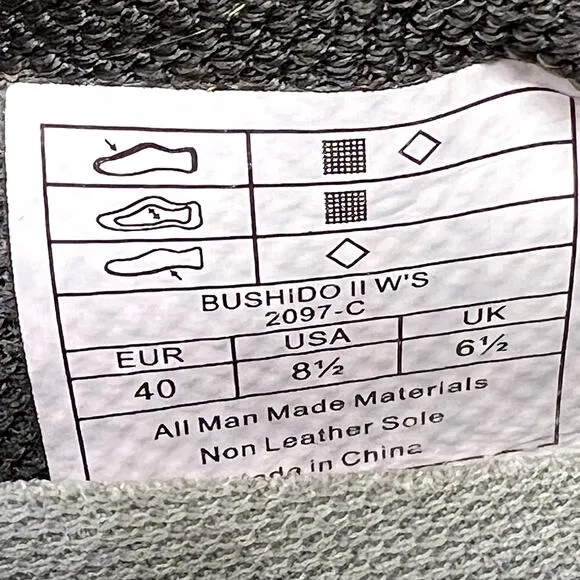 BUSHIDO II W'S
2097-C
EUR USA UK
40 8½ 6½
All Man Made Materials
Non Leather Sole
in China